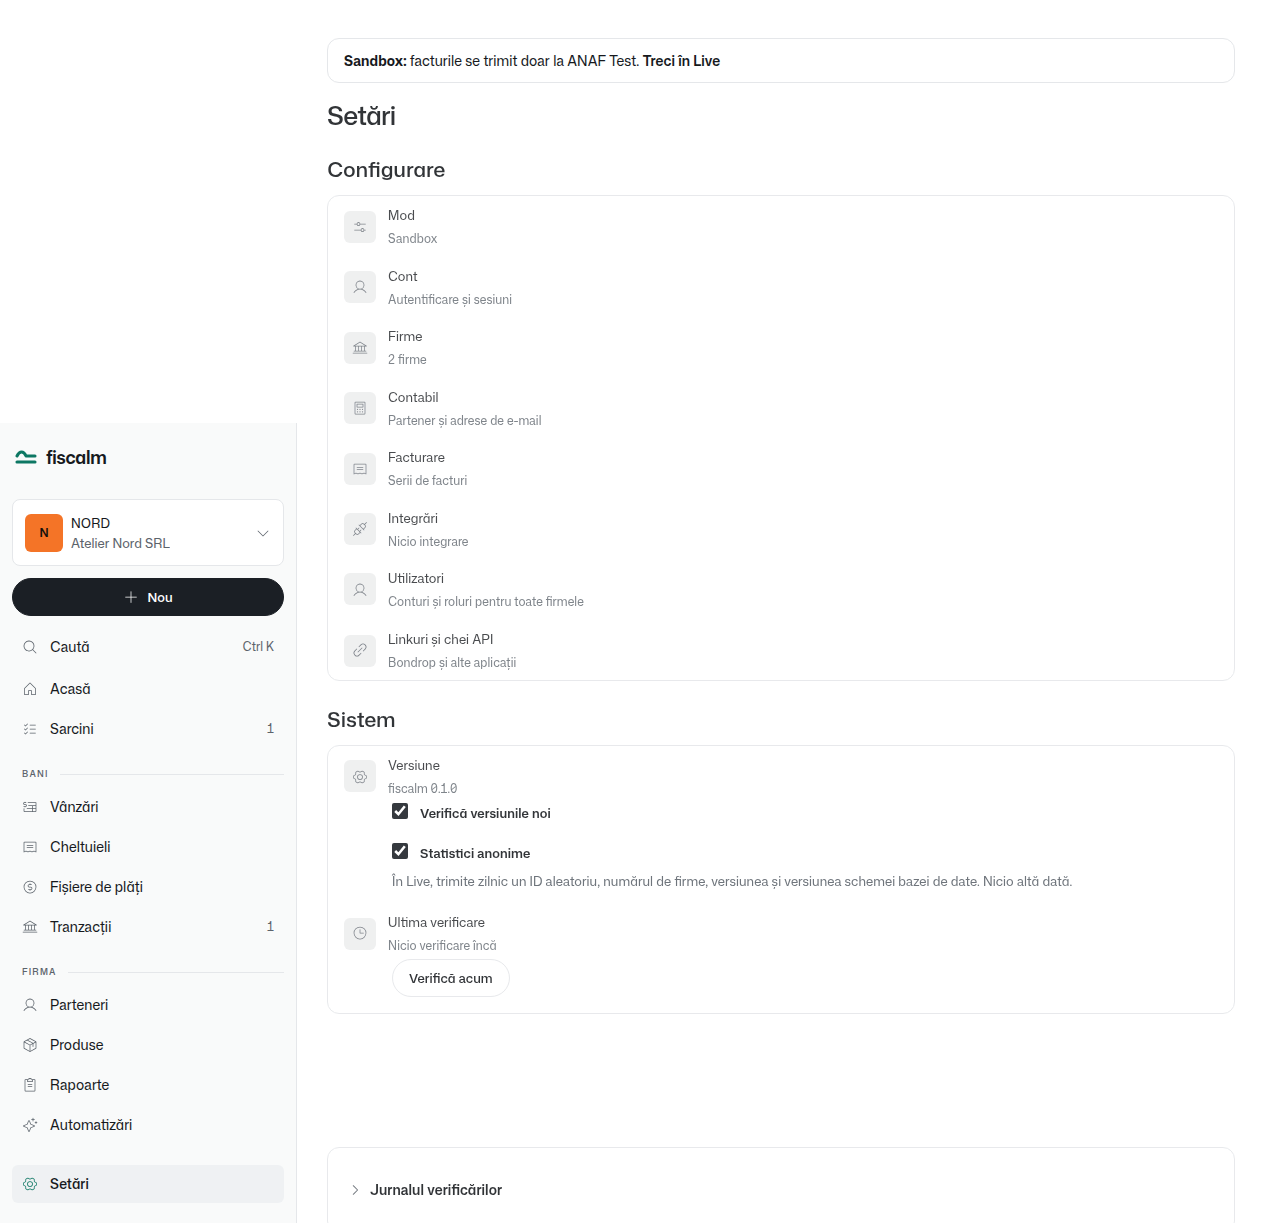 Sandbox: facturile se trimit doar la ANAF Test. Treci în Live
Setări
Configurare
Mod
Sandbox
Cont
Autentificare și sesiuni
Firme
2 firme
Contabil
Partener și adrese de e-mail
Facturare
Serii de facturi
Integrări
Nicio integrare
Utilizatori
Conturi și roluri pentru toate firmele
Linkuri și chei API
Bondrop și alte aplicații
Sistem
Versiune
fiscalm 0.1.0
Verifică versiunile noi
Statistici anonime
În Live, trimite zilnic un ID aleatoriu, numărul de firme, versiunea și versiunea schemei bazei de date. Nicio altă dată.
Ultima verificare
Nicio verificare încă
Verifică acum
Jurnalul verificărilor
fiscalm
N
NORD
Atelier Nord SRL
Nou
Caută Ctrl K
Acasă
Sarcini 1
BANI
Vânzări
Cheltuieli
Fișiere de plăți
Tranzacții 1
FIRMA
Parteneri
Produse
Rapoarte
Automatizări
Setări